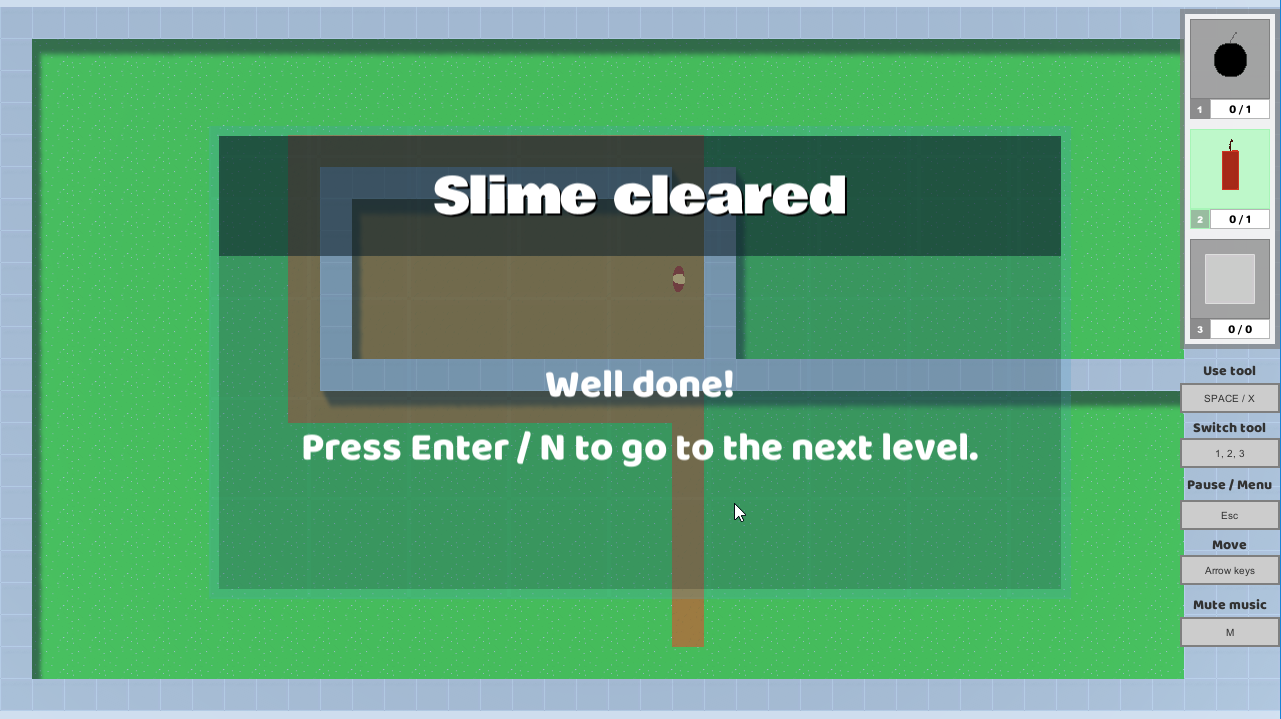 Slime cleared
Well done!
Press Enter / N to go to the next level.
1 0 / 1
2 0 / 1
3 0 / 0
Use tool
SPACE / X
Switch tool
1, 2, 3
Pause / Menu
Esc
Move
Arrow keys
Mute music
M